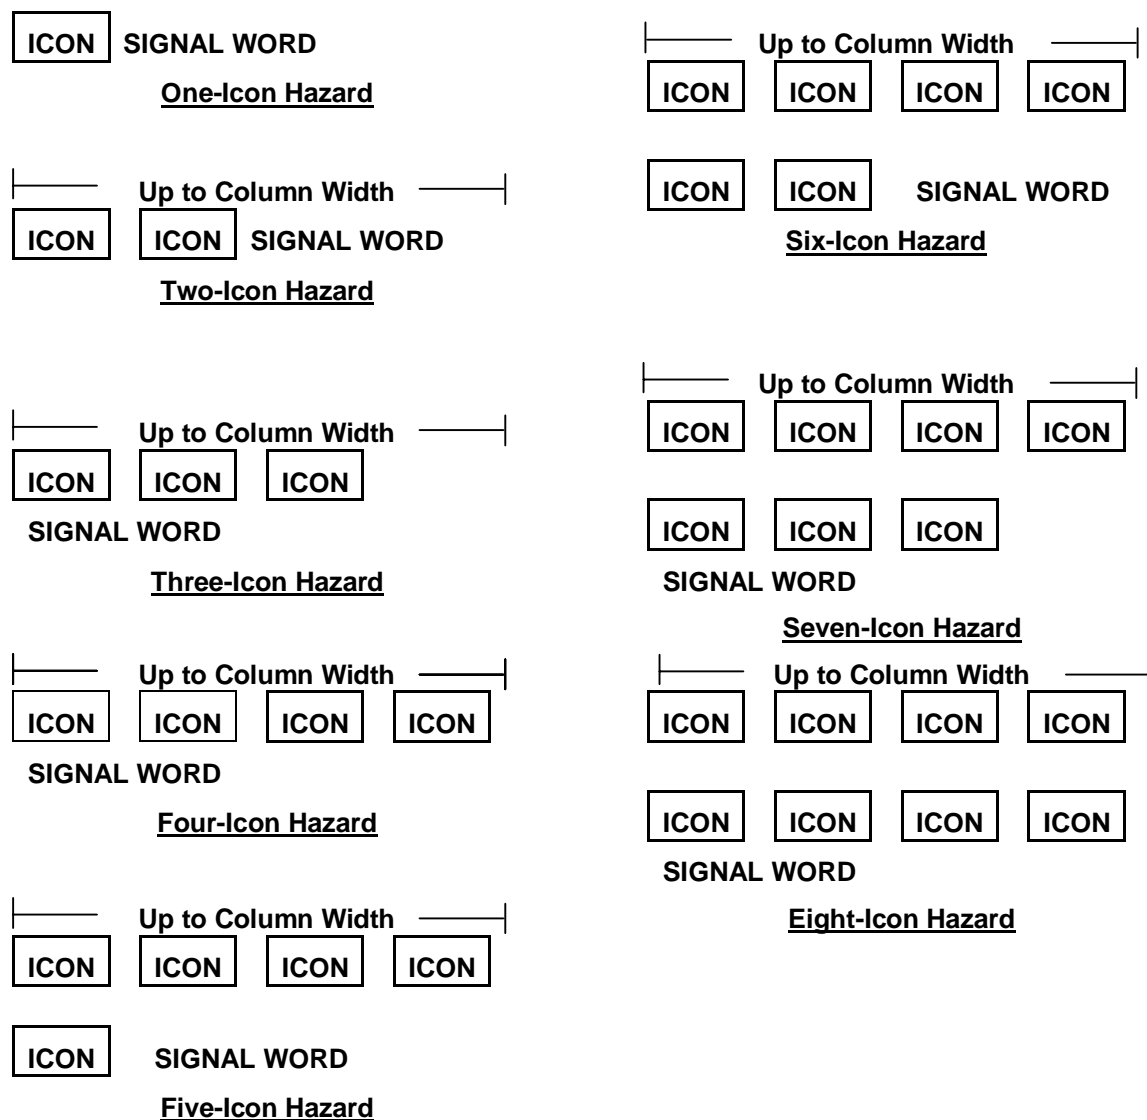 ICON SIGNAL WORD
One-Icon Hazard
Up to Column Width
ICON ICON SIGNAL WORD
Two-Icon Hazard
Up to Column Width
ICON ICON ICON
SIGNAL WORD
Three-Icon Hazard
Up to Column Width
ICON ICON ICON ICON
SIGNAL WORD
Four-Icon Hazard
Up to Column Width
ICON ICON ICON ICON
ICON SIGNAL WORD
Five-Icon Hazard
Up to Column Width
ICON ICON ICON ICON
ICON ICON SIGNAL WORD
Six-Icon Hazard
Up to Column Width
ICON ICON ICON ICON
ICON ICON ICON
SIGNAL WORD
Seven-Icon Hazard
Up to Column Width
ICON ICON ICON ICON
ICON ICON ICON ICON
SIGNAL WORD
Eight-Icon Hazard